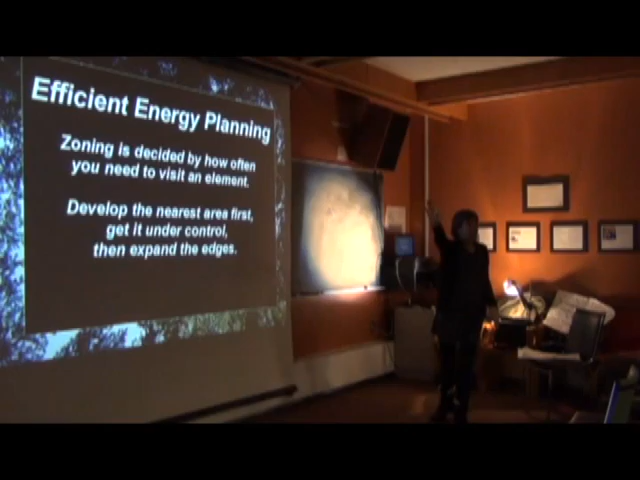 Efficient Energy Planning
Zoning is decided by how often
you need to visit an element.
Develop the nearest area first,
get it under control,
then expand the edges.